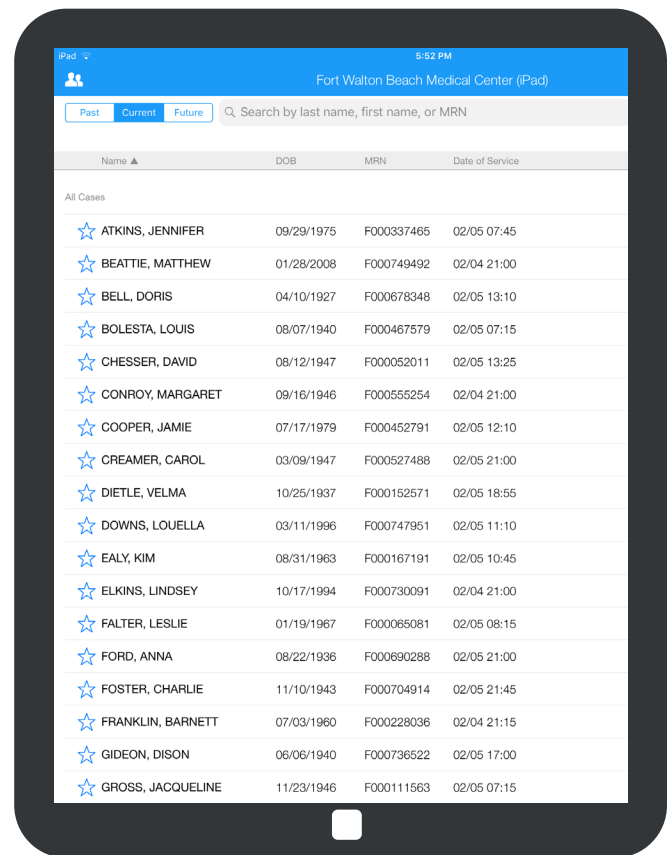 iPad 5:52 PM
Fort Walton Beach Medical Center (iPad)
Past Current Future Search by last name, first name, or MRN
Name ▲ DOB MRN Date of Service
All Cases
ATKINS, JENNIFER 09/29/1975 F000337465 02/05 07:45
BEATTIE, MATTHEW 01/28/2008 F000749492 02/04 21:00
BELL, DORIS 04/10/1927 F000678348 02/05 13:10
BOLESTA, LOUIS 08/07/1940 F000467579 02/05 07:15
CHESSER, DAVID 08/12/1947 F000052011 02/05 13:25
CONROY, MARGARET 09/16/1946 F000555254 02/04 21:00
COOPER, JAMIE 07/17/1979 F000452791 02/05 12:10
CREAMER, CAROL 03/09/1947 F000527488 02/05 21:00
DIETLE, VELMA 10/25/1937 F000152571 02/05 18:55
DOWNS, LOUELLA 03/11/1996 F000747951 02/05 11:10
EALY, KIM 08/31/1963 F000167191 02/05 10:45
ELKINS, LINDSEY 10/17/1994 F000730091 02/04 21:00
FALTER, LESLIE 01/19/1967 F000065081 02/05 08:15
FORD, ANNA 08/22/1936 F000690288 02/05 21:00
FOSTER, CHARLIE 11/10/1943 F000704914 02/05 21:45
FRANKLIN, BARNETT 07/03/1960 F000228036 02/04 21:15
GIDEON, DISON 06/06/1940 F000736522 02/05 17:00
GROSS, JACQUELINE 11/23/1946 F000111563 02/05 07:15